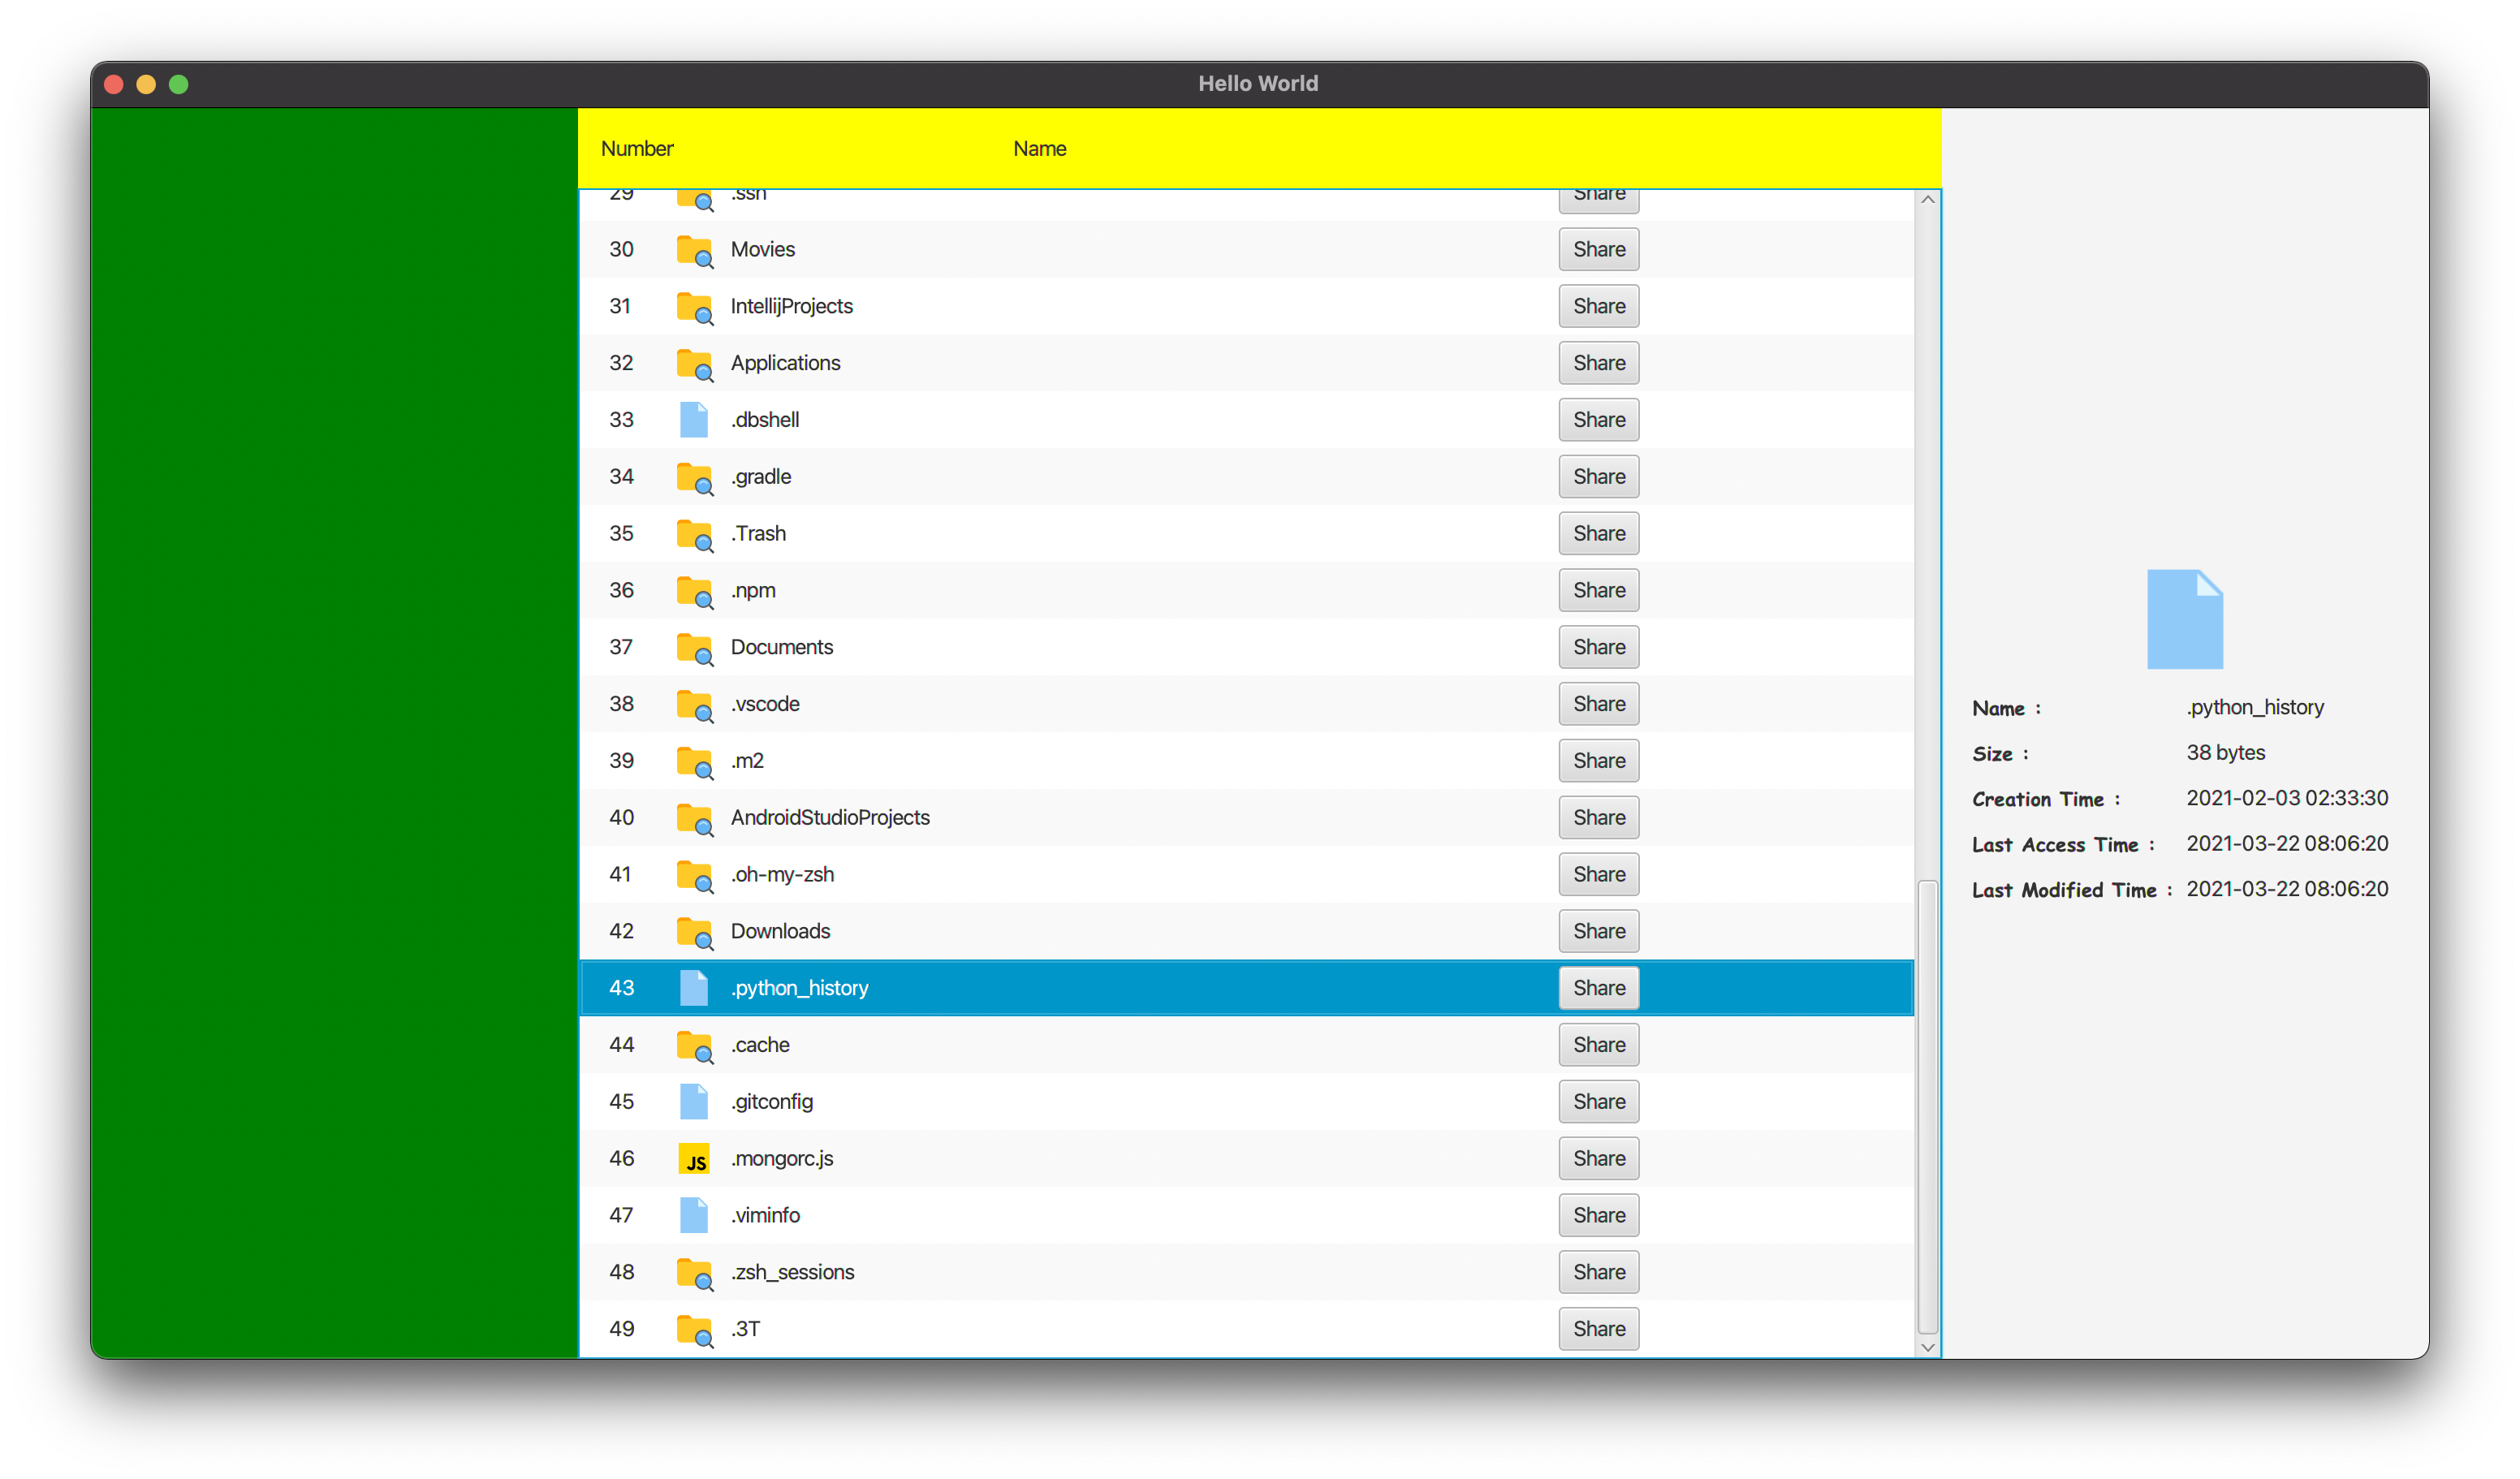 Hello World
Number Name
29 .ssh Share
30 Movies Share
31 IntellijProjects Share
32 Applications Share
33 .dbshell Share
34 .gradle Share
35 .Trash Share
36 .npm Share
37 Documents Share
38 .vscode Share
39 .m2 Share
40 AndroidStudioProjects Share
41 .oh-my-zsh Share
42 Downloads Share
43 .python_history Share
44 .cache Share
45 .gitconfig Share
46 JS .mongorc.js Share
47 .viminfo Share
48 .zsh_sessions Share
49 .3T Share
Name : .python_history
Size : 38 bytes
Creation Time : 2021-02-03 02:33:30
Last Access Time : 2021-03-22 08:06:20
Last Modified Time : 2021-03-22 08:06:20